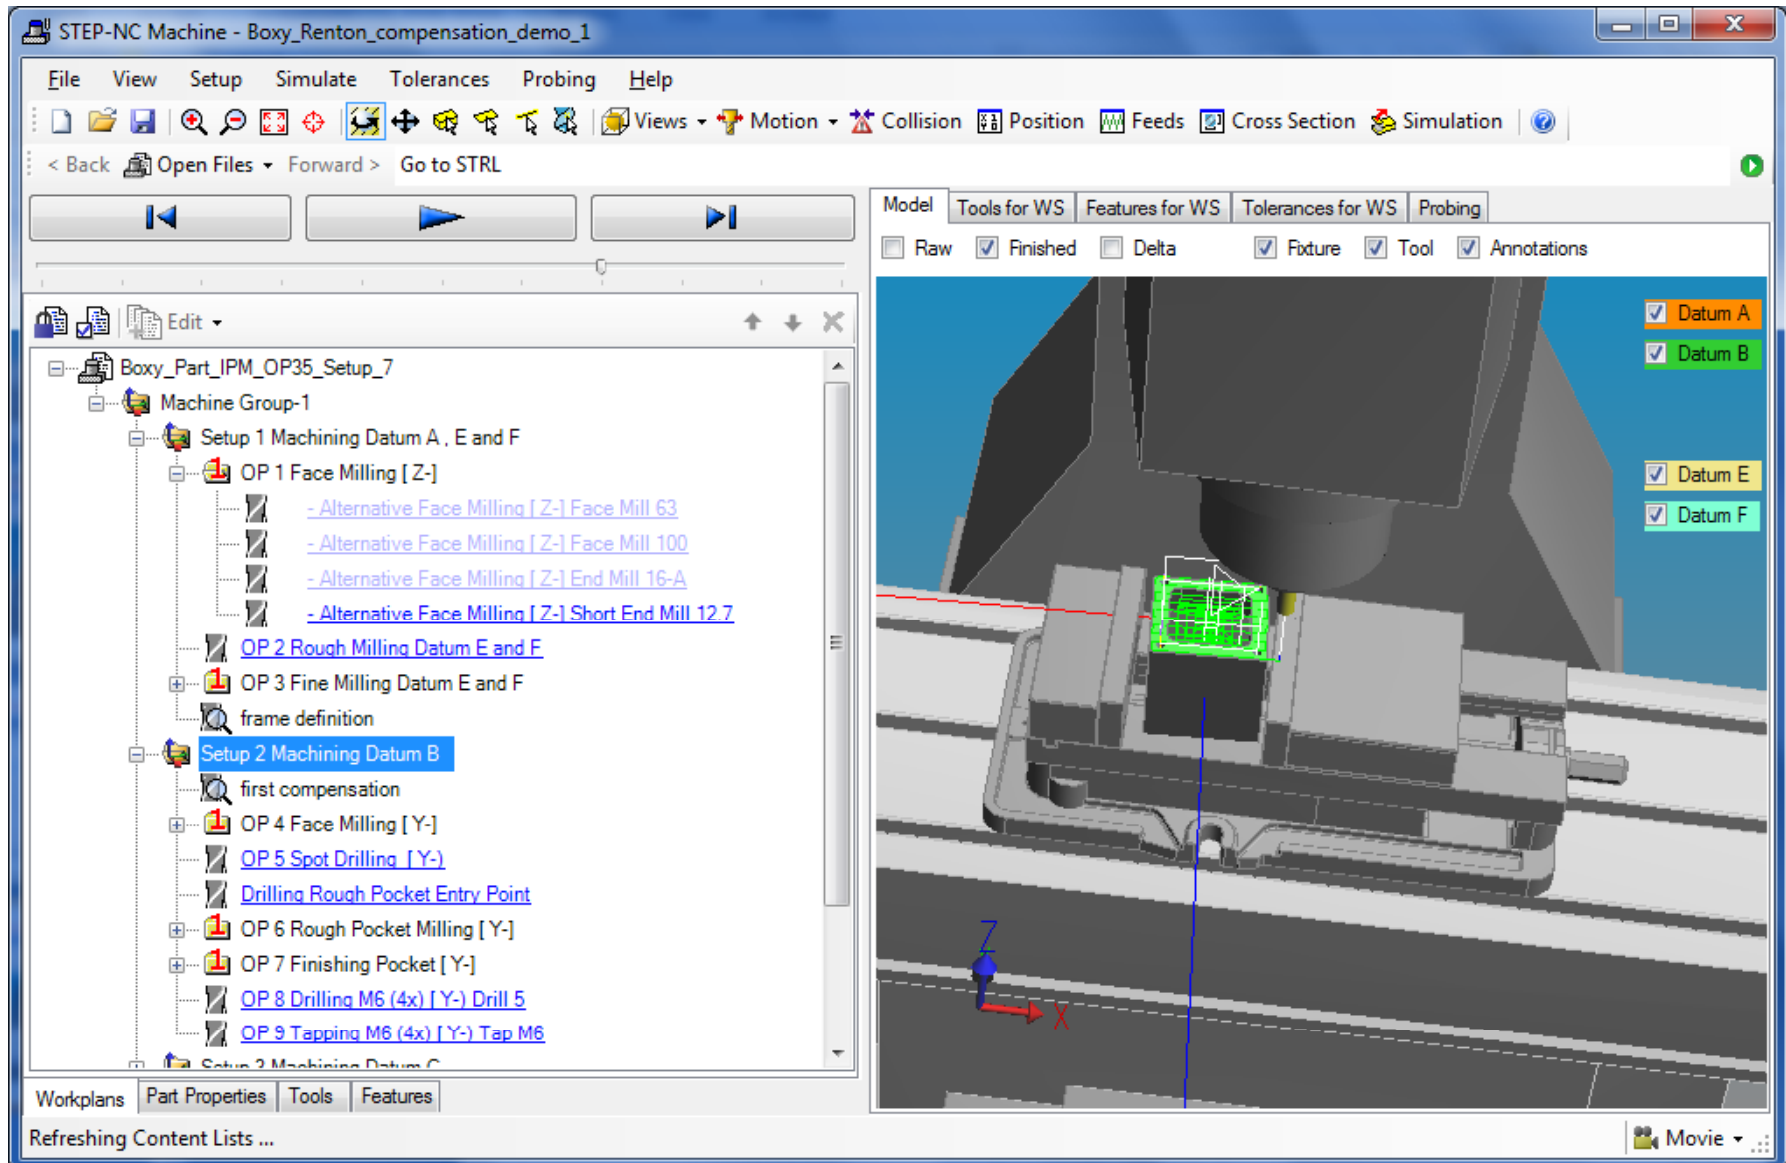 STEP-NC Machine - Boxy_Renton_compensation_demo_1
File View Setup Simulate Tolerances Probing Help
Views Motion Collision Position Feeds Cross Section Simulation
< Back Open Files Forward > Go to STRL
Model Tools for WS Features for WS Tolerances for WS Probing
Raw Finished Delta Fixture Tool Annotations
Edit
Boxy_Part_IPM_OP35_Setup_7
Machine Group-1
Setup 1 Machining Datum A , E and F
OP 1 Face Milling [ Z-]
- Alternative Face Milling [ Z-] Face Mill 63
- Alternative Face Milling [ Z-] Face Mill 100
- Alternative Face Milling [ Z-] End Mill 16-A
- Alternative Face Milling [ Z-] Short End Mill 12.7
OP 2 Rough Milling Datum E and F
OP 3 Fine Milling Datum E and F
frame definition
Setup 2 Machining Datum B
first compensation
OP 4 Face Milling [ Y-]
OP 5 Spot Drilling [ Y-)
Drilling Rough Pocket Entry Point
OP 6 Rough Pocket Milling [ Y-]
OP 7 Finishing Pocket [ Y-]
OP 8 Drilling M6 (4x) [ Y-) Drill 5
OP 9 Tapping M6 (4x) [ Y-) Tap M6
Setup 3 Machining Datum C
Datum A
Datum B
Datum E
Datum F
Z
X
Workplans Part Properties Tools Features
Refreshing Content Lists ...
Movie